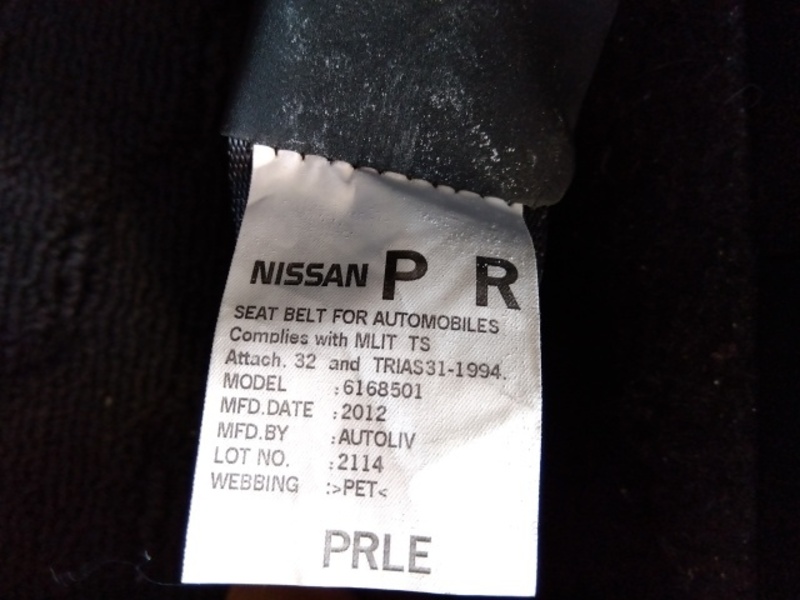 NISSAN P R
SEAT BELT FOR AUTOMOBILES
Complies with MLIT TS
Attach. 32 and TRIAS31-1994.
MODEL :6168501
MFD.DATE :2012
MFD.BY :AUTOLIV
LOT NO. :2114
WEBBING :>PET<
PRLE